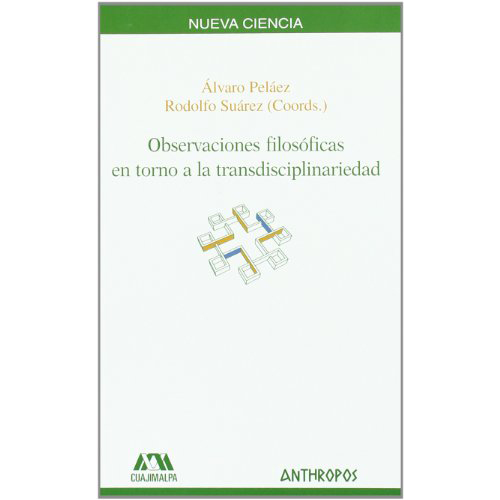 NUEVA CIENCIA
Álvaro Peláez
Rodolfo Suárez (Coords.)
Observaciones filosóficas
en torno a la transdisciplinariedad
CUAJIMALPA
ANTHROPOS